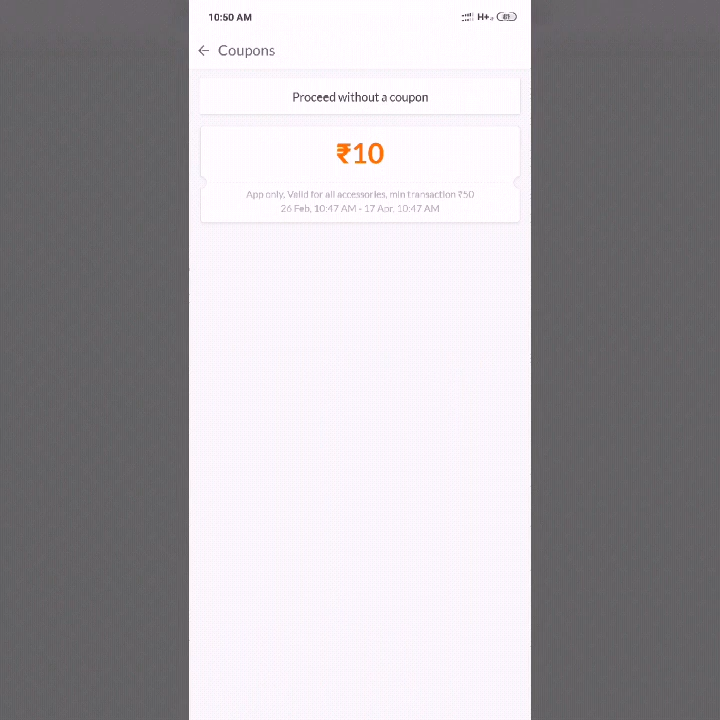 10:50 AM
H+
Coupons
Proceed without a coupon
₹10
App only, Valid for all accessories, min transaction ₹50
26 Feb, 10:47 AM - 17 Apr, 10:47 AM